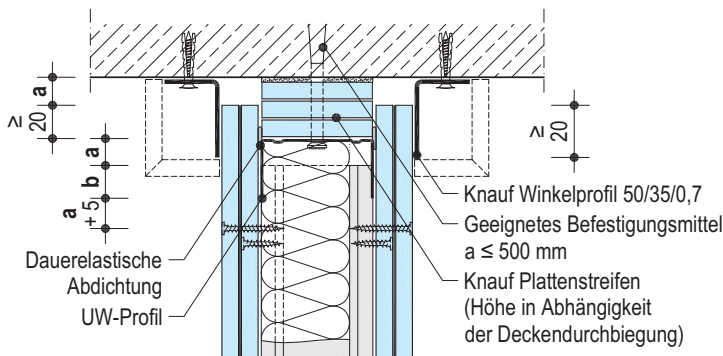 a
≥
20
a
b
a
+ 5
≥
20
Knauf Winkelprofil 50/35/0,7
Geeignetes Befestigungsmittel
a ≤ 500 mm
Knauf Plattenstreifen
(Höhe in Abhängigkeit
der Deckendurchbiegung)
Dauerelastische
Abdichtung
UW-Profil